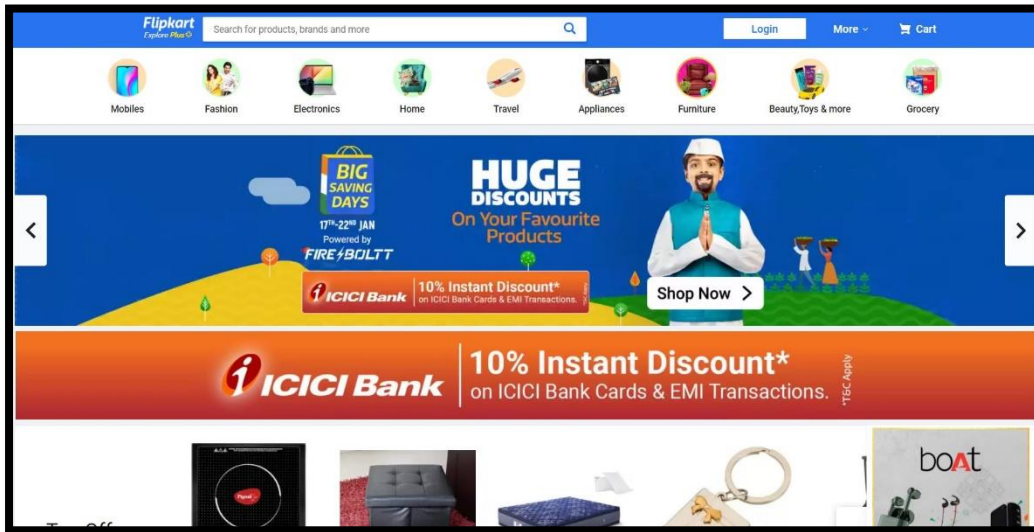 Flipkart
Explore Plus
Search for products, brands and more
Login
More
Cart
Mobiles
Fashion
Electronics
Home
Travel
Appliances
Furniture
Beauty,Toys & more
Grocery
BIG
SAVING
DAYS
17TH-22ND JAN
Powered by
FIRE BOLTT
HUGE
DISCOUNTS
On Your Favourite
Products
ICICI Bank
10% Instant Discount*
on ICICI Bank Cards & EMI Transactions.
*T&C Apply
Shop Now
ICICI Bank
10% Instant Discount*
on ICICI Bank Cards & EMI Transactions.
*T&C Apply
boAt